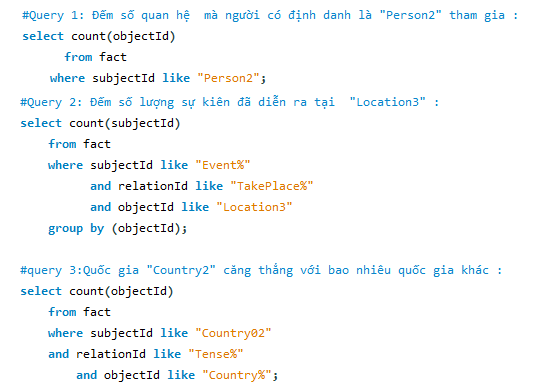 #Query 1: Đếm số quan hệ mà người có định danh là "Person2" tham gia :
select count(objectId)
from fact
where subjectId like "Person2";
#Query 2: Đếm số lượng sự kiên đã diễn ra tại "Location3" :
select count(subjectId)
from fact
where subjectId like "Event%"
and relationId like "TakePlace%"
and objectId like "Location3"
group by (objectId);
#query 3:Quốc gia "Country2" căng thẳng với bao nhiêu quốc gia khác :
select count(objectId)
from fact
where subjectId like "Country02"
and relationId like "Tense%"
and objectId like "Country%";